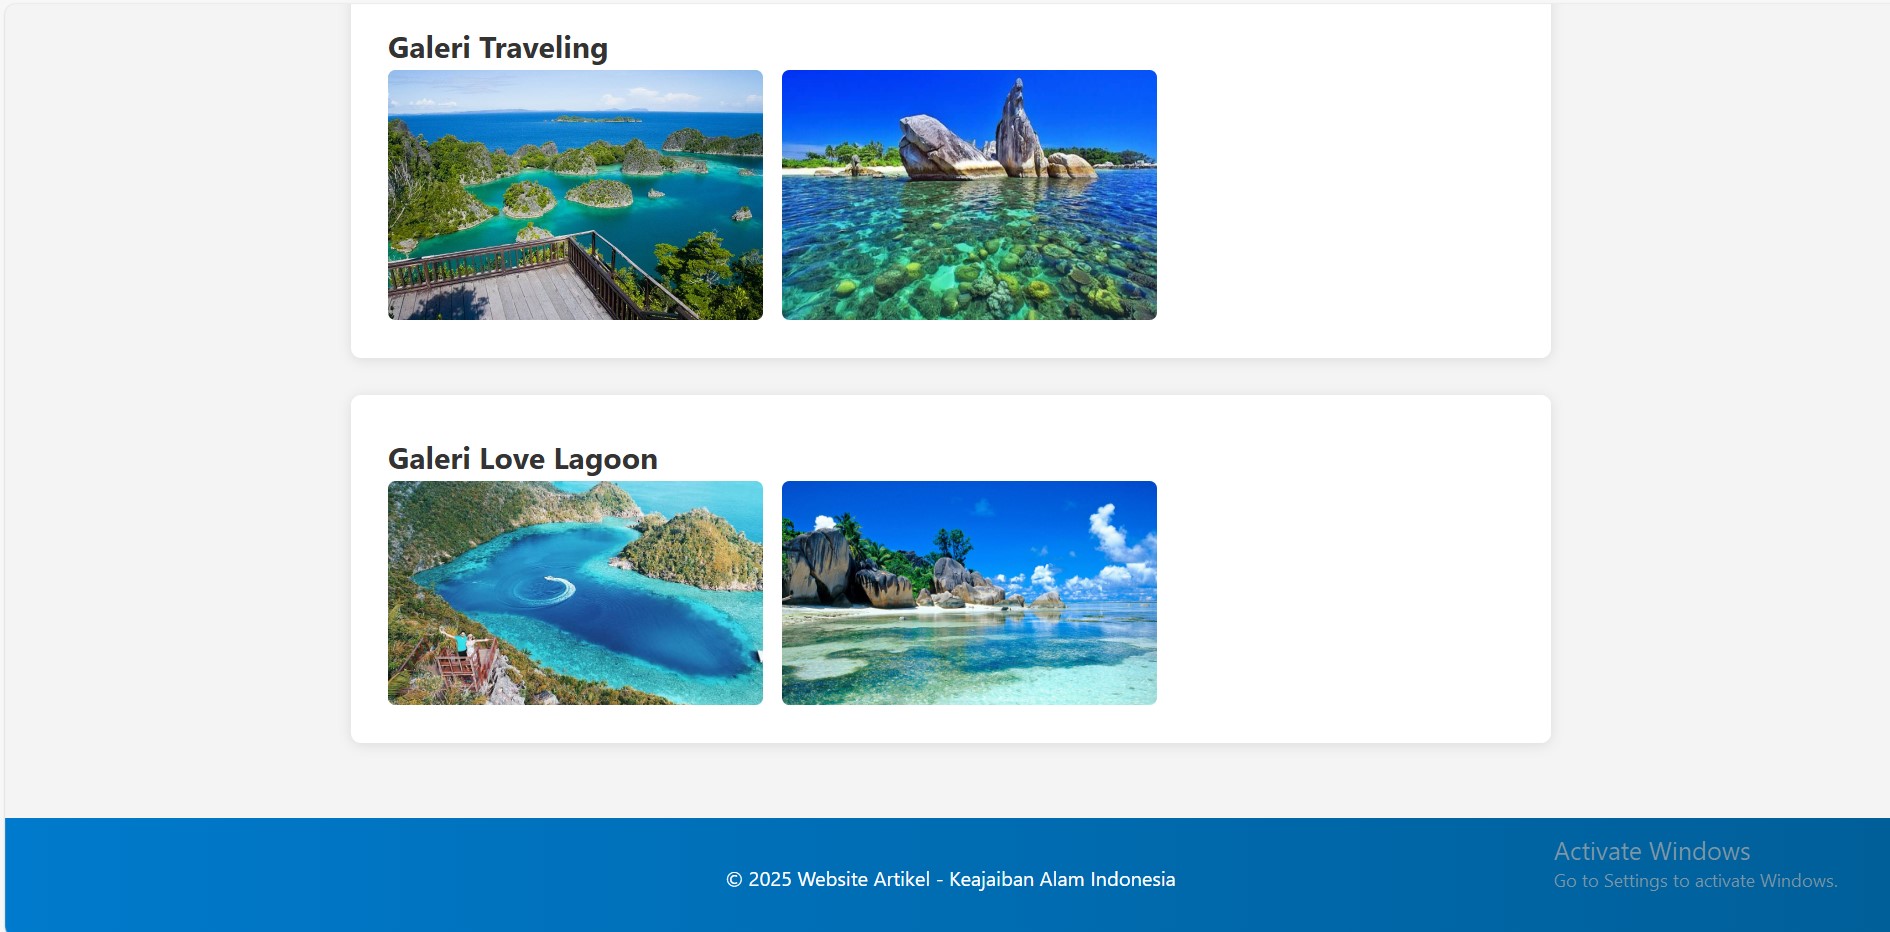 Galeri Traveling
Galeri Love Lagoon
© 2025 Website Artikel - Keajaiban Alam Indonesia
Activate Windows
Go to Settings to activate Windows.